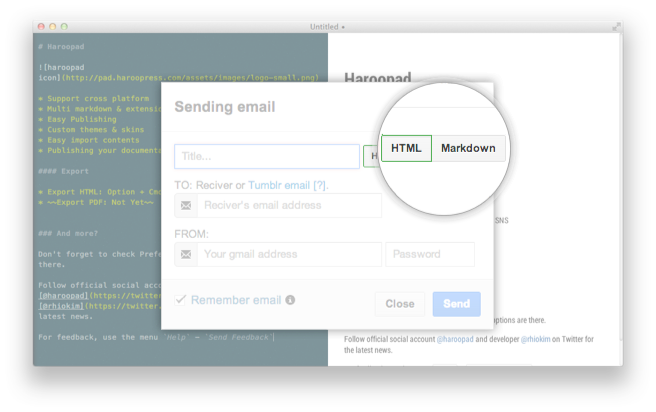 Untitled •
# Haroopad
![haroopad
icon](http://pad.haroopress.com/assets/images/logo-small.png)
* Support cross platform
* Multi markdown & extensio
* Easy Publishing
* Custom themes & skins
* Easy import contents
* Publishing your documents
#### Export
* Export HTML: Option + Cmd
* ~~Export PDF: Not Yet~~
### And more?
Don't forget to check Prefe
there.
Follow official social acco
[@haroopad](https://twitter
[@rhiokim](https://twitter.
latest news.
For feedback, use the menu `Help` - `Send Feedback`
Haroopad
Sending email
Title...
H
HTML
Markdown
TO: Reciver or Tumblr email [?].
Reciver's email address
FROM:
Your gmail address
Password
Remember email
Close
Send
SNS
ptions are there.
Follow official social account @haroopad and developer @rhiokim on Twitter for
the latest news.